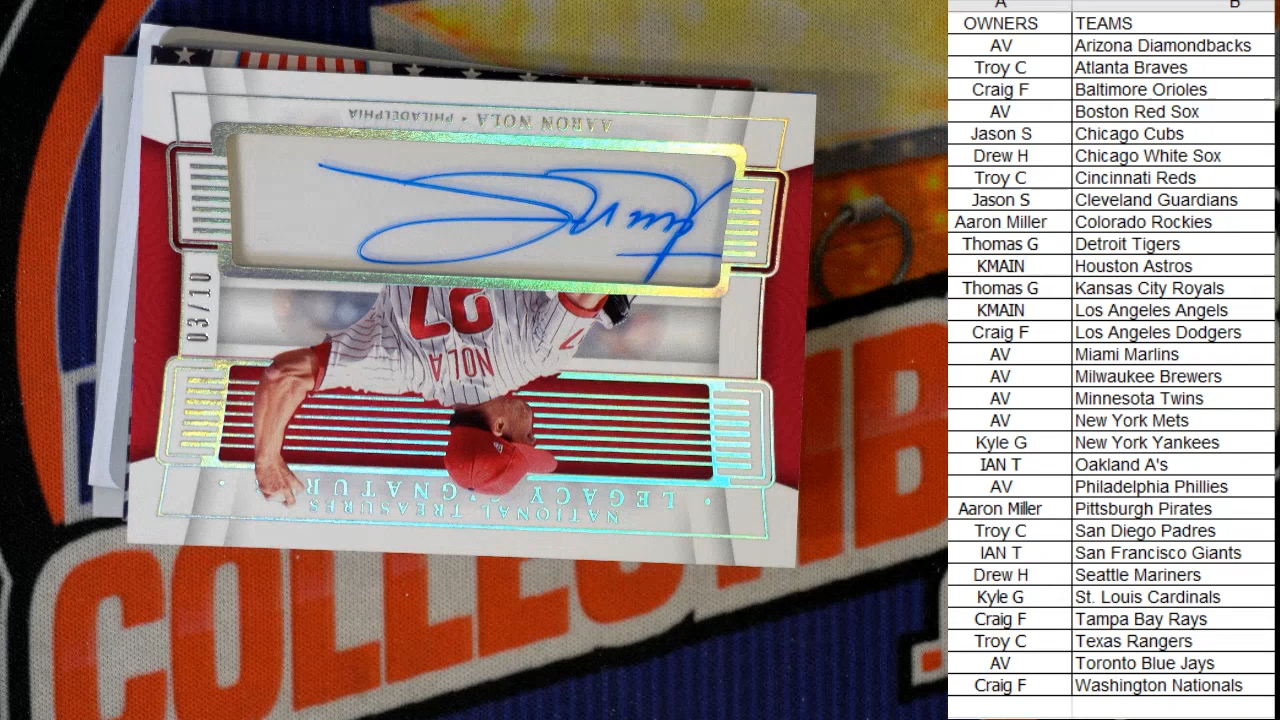 AARON NOLA • PHILADELPHIA
03/10
27
NOLA
NATIONAL TREASURES
• LEGACY SIGNATUR
COLLE
A B
OWNERS TEAMS
AV Arizona Diamondbacks
Troy C Atlanta Braves
Craig F Baltimore Orioles
AV Boston Red Sox
Jason S Chicago Cubs
Drew H Chicago White Sox
Troy C Cincinnati Reds
Jason S Cleveland Guardians
Aaron Miller Colorado Rockies
Thomas G Detroit Tigers
KMAIN Houston Astros
Thomas G Kansas City Royals
KMAIN Los Angeles Angels
Craig F Los Angeles Dodgers
AV Miami Marlins
AV Milwaukee Brewers
AV Minnesota Twins
AV New York Mets
Kyle G New York Yankees
IAN T Oakland A's
AV Philadelphia Phillies
Aaron Miller Pittsburgh Pirates
Troy C San Diego Padres
IAN T San Francisco Giants
Drew H Seattle Mariners
Kyle G St. Louis Cardinals
Craig F Tampa Bay Rays
Troy C Texas Rangers
AV Toronto Blue Jays
Craig F Washington Nationals